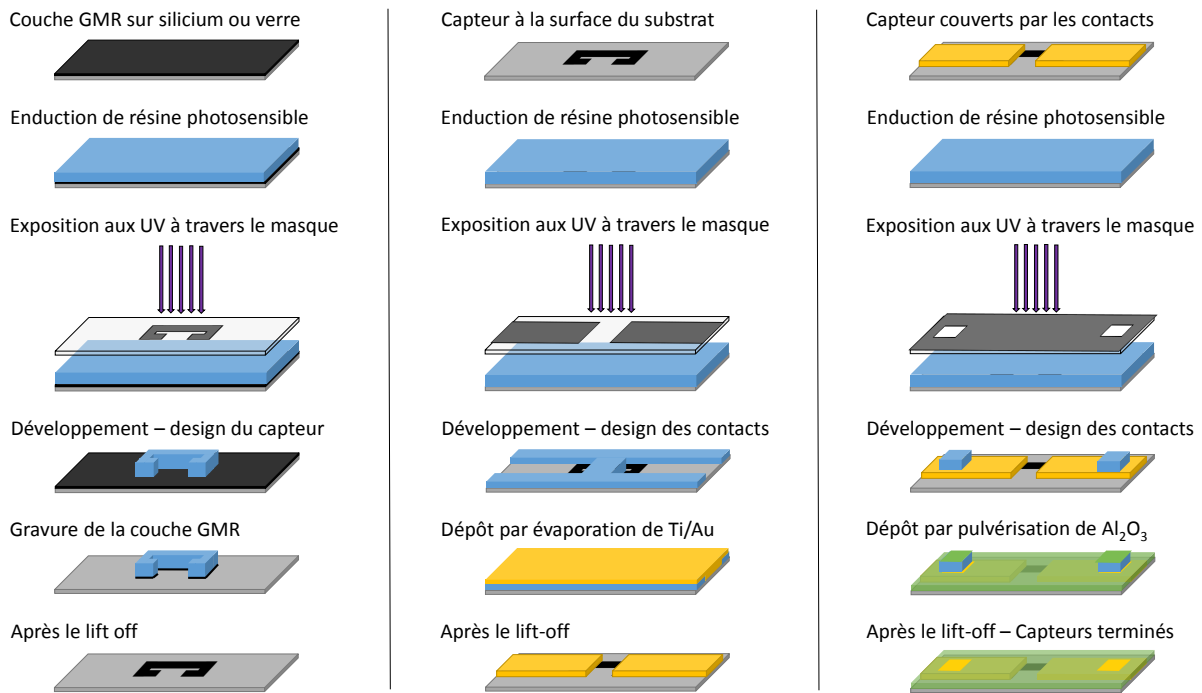 Couche GMR sur silicium ou verre
Enduction de résine photosensible
Exposition aux UV à travers le masque
Développement – design du capteur
Gravure de la couche GMR
Après le lift off
Capteur à la surface du substrat
Enduction de résine photosensible
Exposition aux UV à travers le masque
Développement – design des contacts
Dépôt par évaporation de Ti/Au
Après le lift-off
Capteur couverts par les contacts
Enduction de résine photosensible
Exposition aux UV à travers le masque
Développement – design des contacts
Dépôt par pulvérisation de Al₂O₃
Après le lift-off – Capteurs terminés